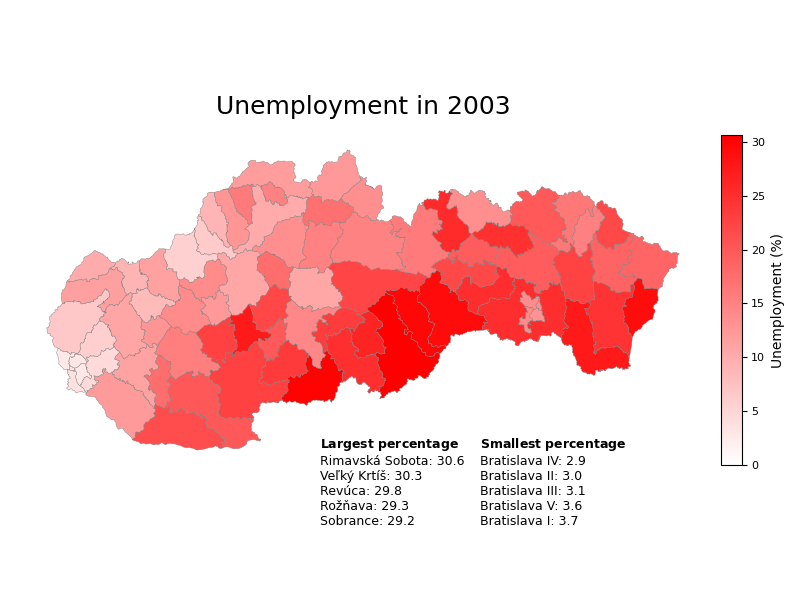 Unemployment in 2003
30
25
20
15
10
5
0
Unemployment (%)
Largest percentage
Rimavská Sobota: 30.6
Veľký Krtíš: 30.3
Revúca: 29.8
Rožňava: 29.3
Sobrance: 29.2
Smallest percentage
Bratislava IV: 2.9
Bratislava II: 3.0
Bratislava III: 3.1
Bratislava V: 3.6
Bratislava I: 3.7